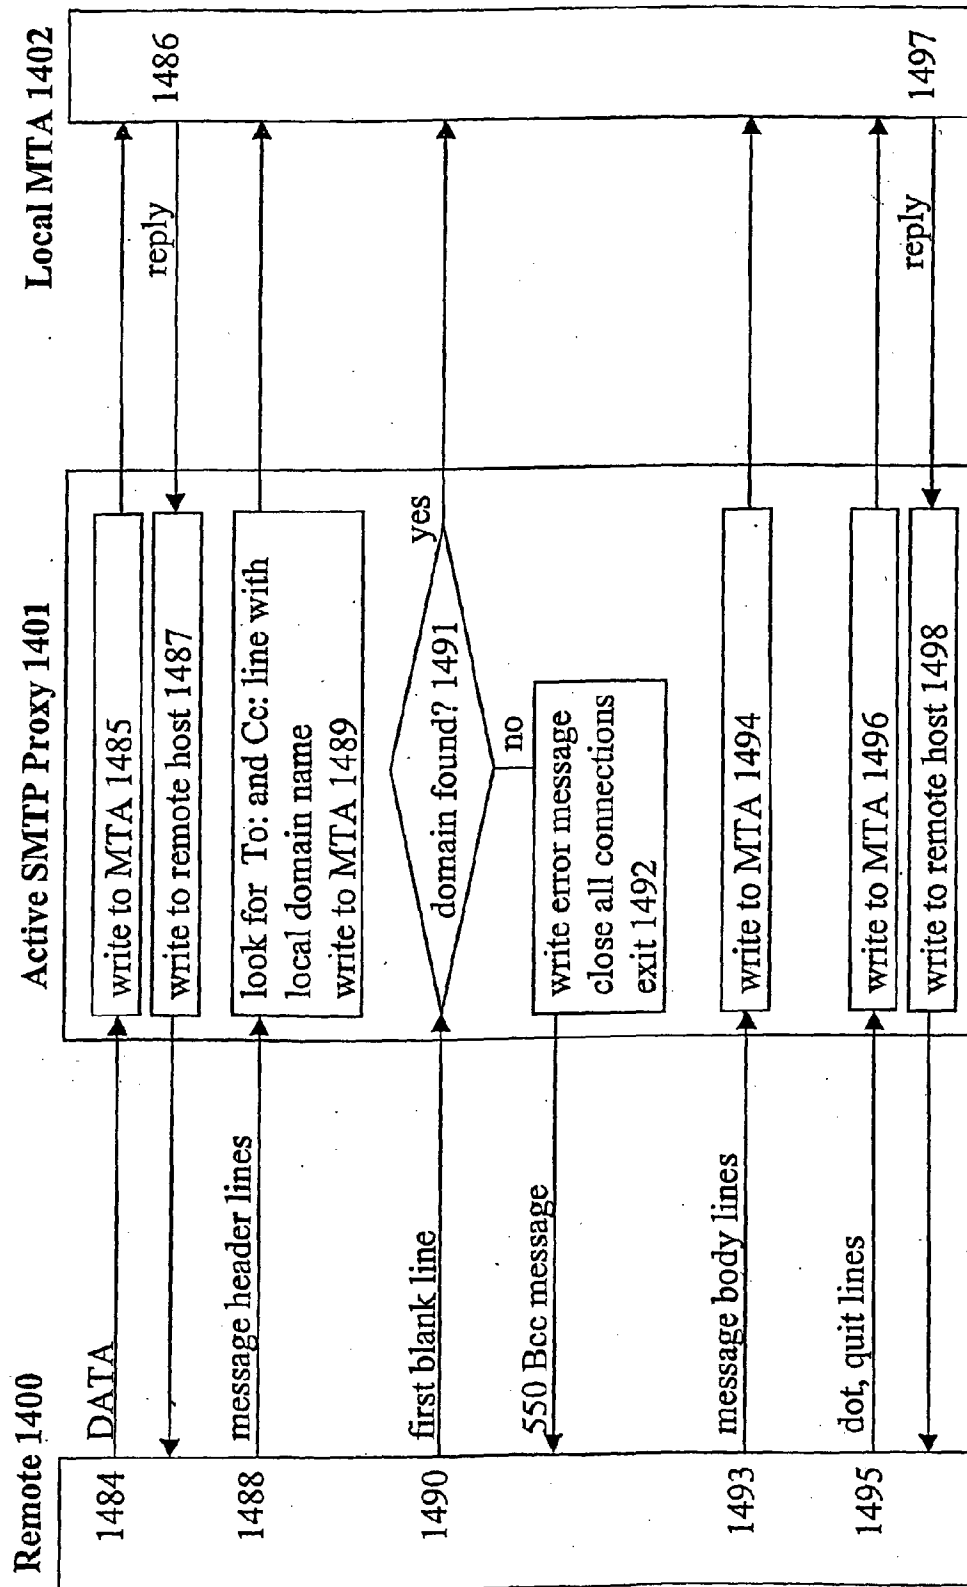 Remote 1400
Active SMTP Proxy 1401
Local MTA 1402
1484
DATA
write to MTA 1485
1486
reply
write to remote host 1487
1488
message header lines
look for To: and Cc: line with
local domain name
write to MTA 1489
1490
first blank line
domain found? 1491
yes
no
550 Bcc message
write error message
close all connections
exit 1492
1493
message body lines
write to MTA 1494
1495
dot, quit lines
write to MTA 1496
1497
reply
write to remote host 1498